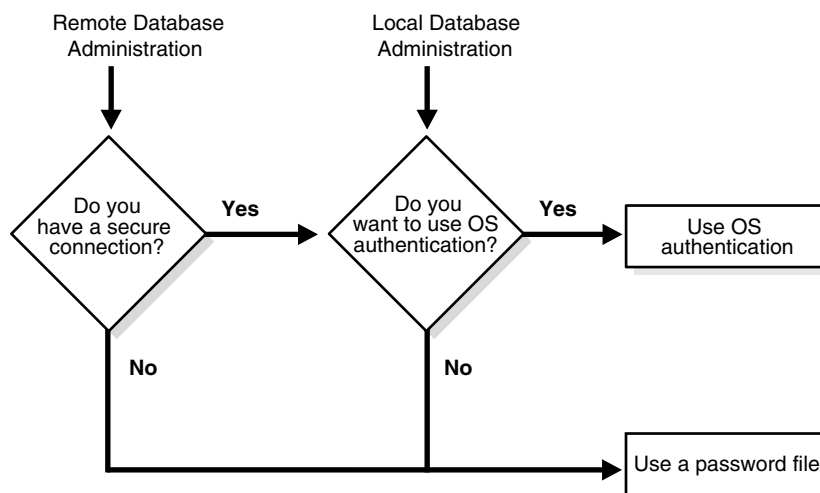 Remote Database
Administration
Local Database
Administration
Do you
have a secure
connection?
Yes
Do you
want to use OS
authentication?
Yes
Use OS
authentication
No
No
Use a password file